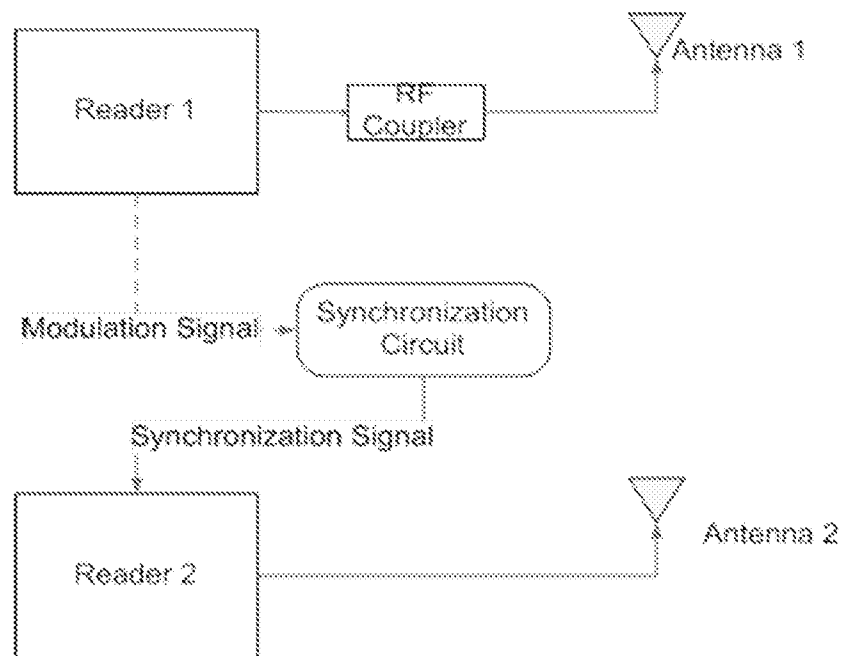 Antenna 1
Reader 1
RF
Coupler
Modulation Signal
Synchronization
Circuit
Synchronization Signal
Reader 2
Antenna 2